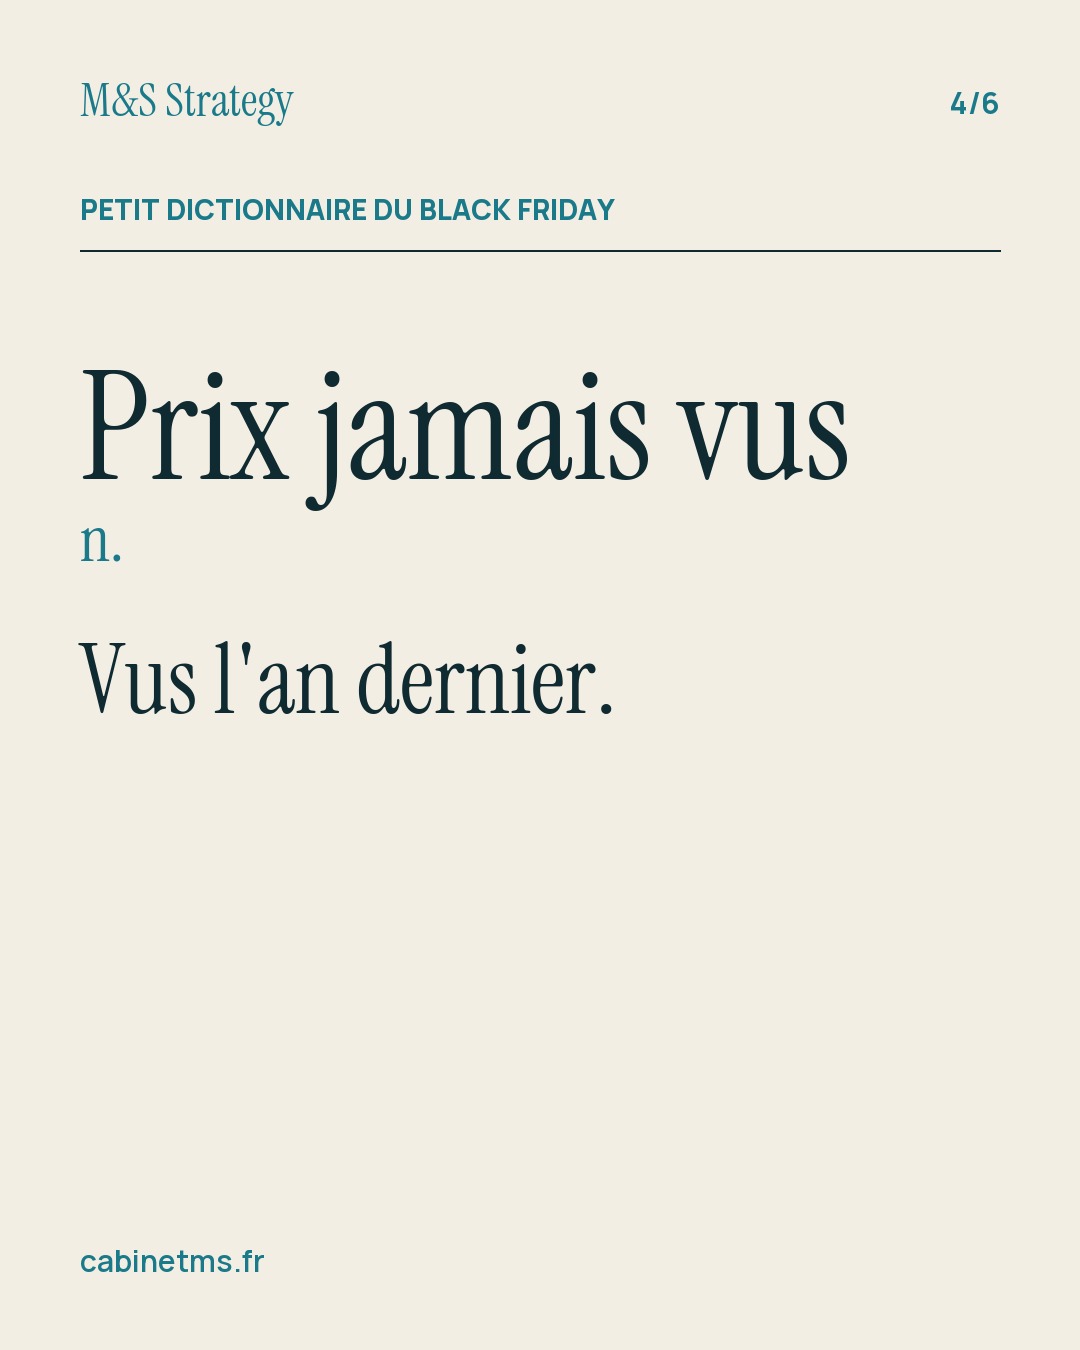 M&S Strategy
4/6
PETIT DICTIONNAIRE DU BLACK FRIDAY
Prix jamais vus
n.
Vus l'an dernier.
cabinetms.fr